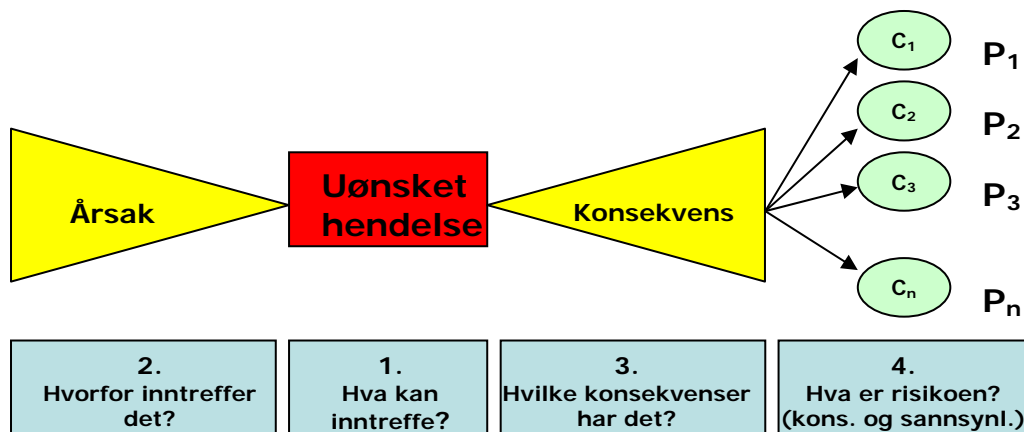 C₁
P₁
C₂
P₂
C₃
P₃
Cₙ
Pₙ
Årsak
Uønsket
hendelse
Konsekvens
2.
Hvorfor inntreffer
det?
1.
Hva kan
inntreffe?
3.
Hvilke konsekvenser
har det?
4.
Hva er risikoen?
(kons. og sannsynl.)